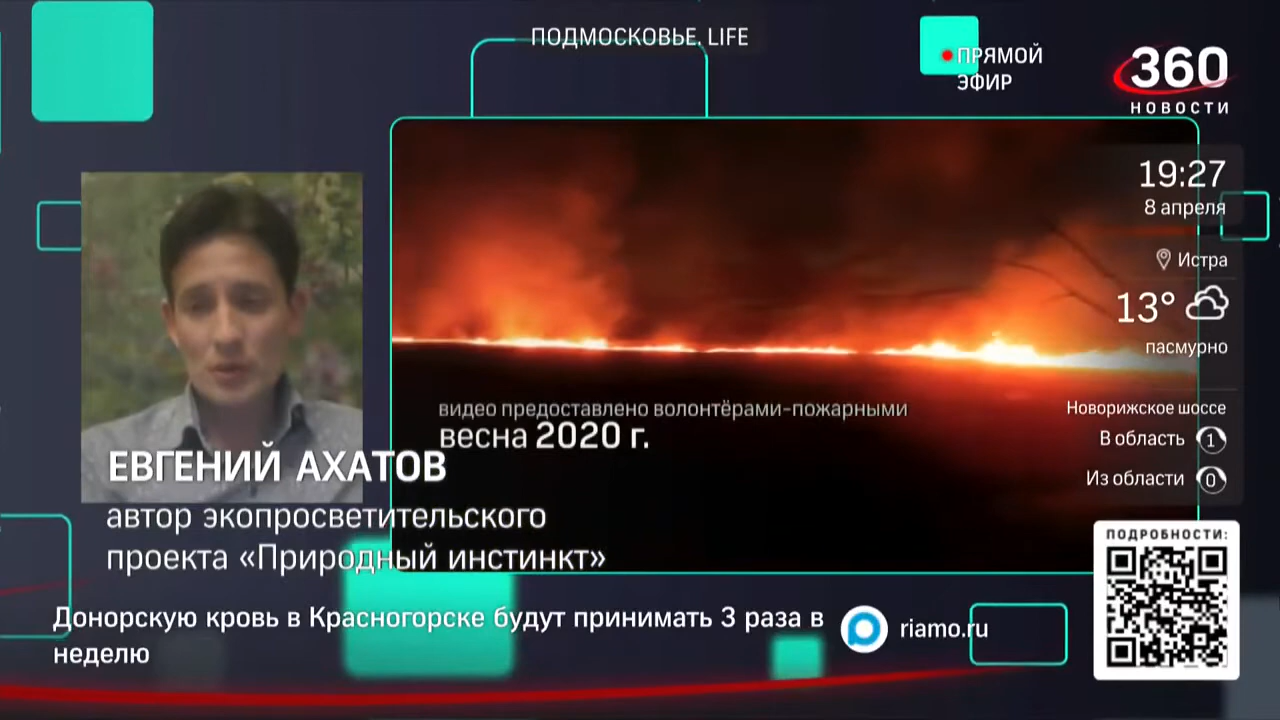 ПОДМОСКОВЬЕ. LIFE
ПРЯМОЙ
ЭФИР
360
НОВОСТИ
19:27
8 апреля
Истра
13°
пасмурно
Новорижское шоссе
В область 1
Из области 0
видео предоставлено волонтёрами-пожарными
весна 2020 г.
ЕВГЕНИЙ АХАТОВ
автор экопросветительского
проекта «Природный инстинкт»
ПОДРОБНОСТИ:
Донорскую кровь в Красногорске будут принимать 3 раза в
неделю
riamo.ru